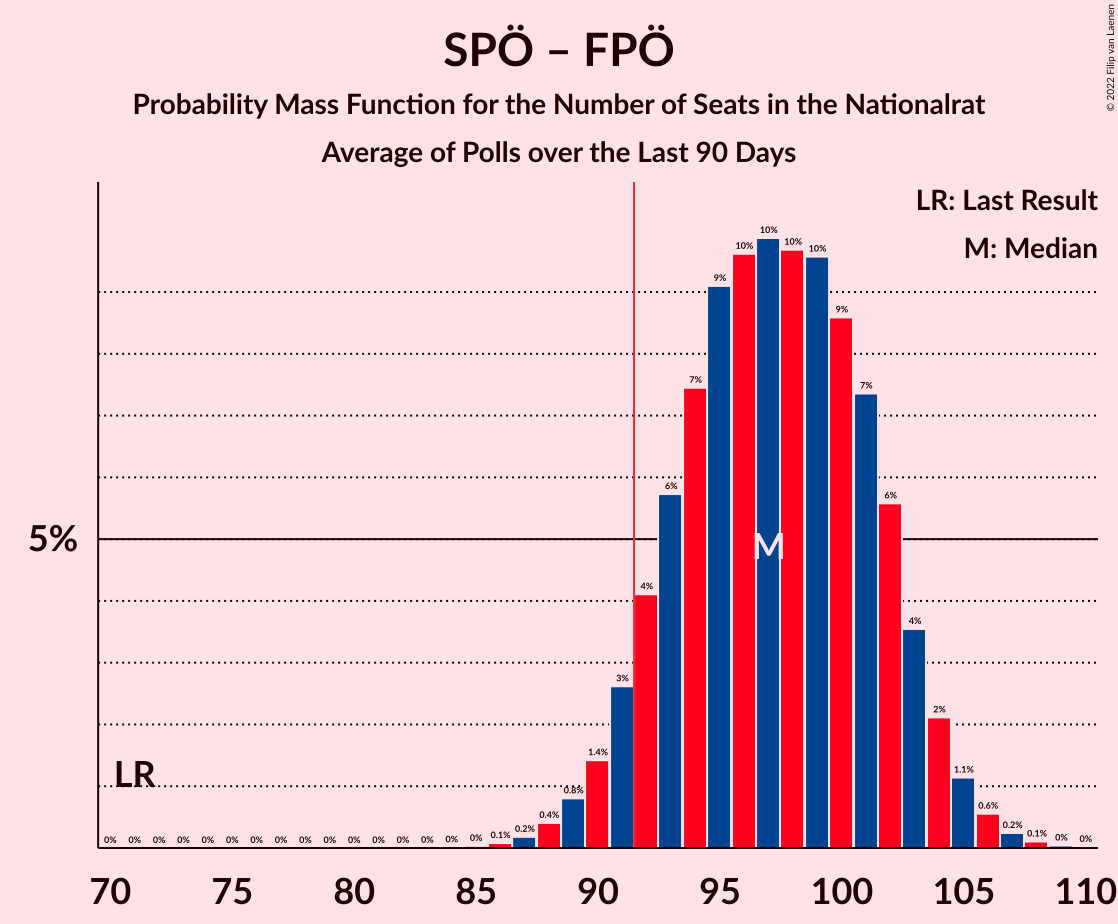 SPÖ – FPÖ
Probability Mass Function for the Number of Seats in the Nationalrat
Average of Polls over the Last 90 Days
© 2022 Filip van Laenen
LR: Last Result
M: Median
5%
LR
M
0% 0% 0% 0% 0% 0% 0% 0% 0% 0% 0% 0% 0% 0% 0% 0% 0.1% 0.2% 0.4% 0.8% 1.4% 3% 4% 6% 7% 9% 10% 10% 10% 10% 9% 7% 6% 4% 2% 1.1% 0.6% 0.2% 0.1% 0% 0%
70 75 80 85 90 95 100 105 110